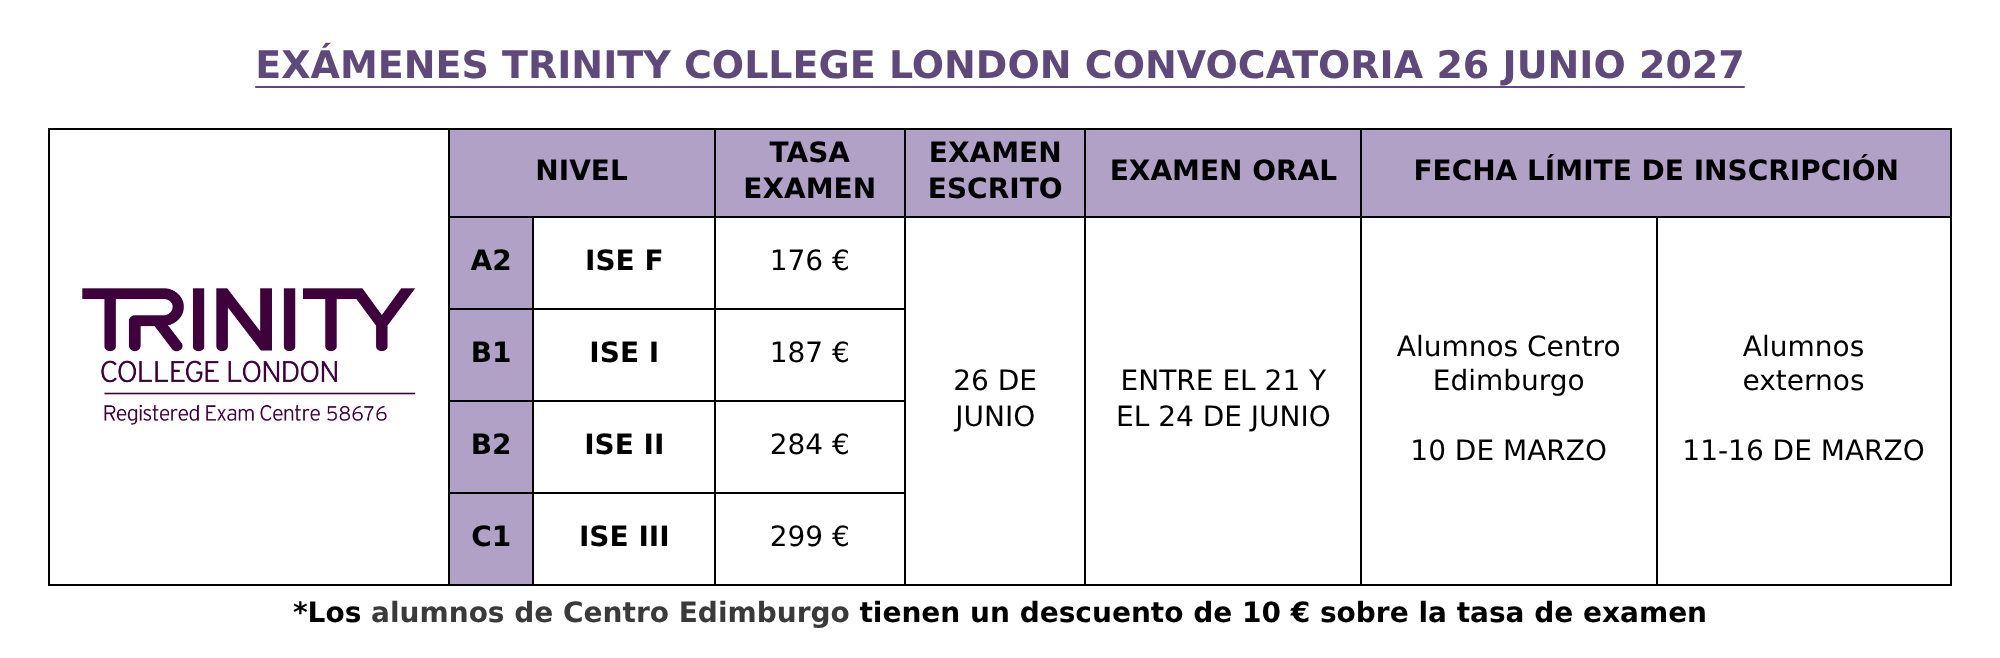 EXÁMENES TRINITY COLLEGE LONDON CONVOCATORIA 26 JUNIO 2027
TRINITY
COLLEGE LONDON
Registered Exam Centre 58676
NIVEL
TASA
EXAMEN
EXAMEN
ESCRITO
EXAMEN ORAL
FECHA LÍMITE DE INSCRIPCIÓN
A2
ISE F
176 €
B1
ISE I
187 €
B2
ISE II
284 €
C1
ISE III
299 €
26 DE
JUNIO
ENTRE EL 21 Y
EL 24 DE JUNIO
Alumnos Centro
Edimburgo
10 DE MARZO
Alumnos
externos
11-16 DE MARZO
*Los alumnos de Centro Edimburgo tienen un descuento de 10 € sobre la tasa de examen